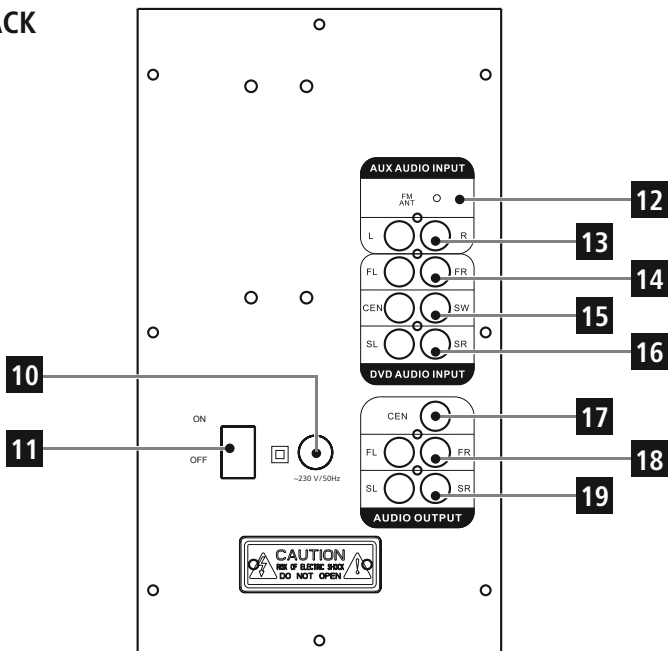 ACK
AUX AUDIO INPUT
FM
ANT
12
L R
13
FL FR
14
CEN SW
15
SL SR
16
DVD AUDIO INPUT
10
CEN
17
ON
11
OFF
FL FR
18
~230 V/50Hz
SL SR
19
AUDIO OUTPUT
CAUTION
RISK OF ELECTRIC SHOCK
DO NOT OPEN